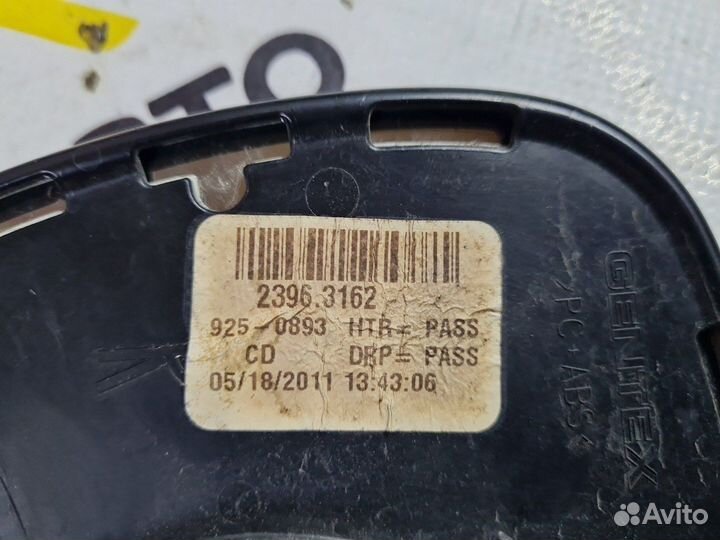 СТО
2396.3162
925-0893 HTR= PASS
CD DRP= PASS
05/18/2011 13:43:06
GENTEX
>PC+ABS<
Avito